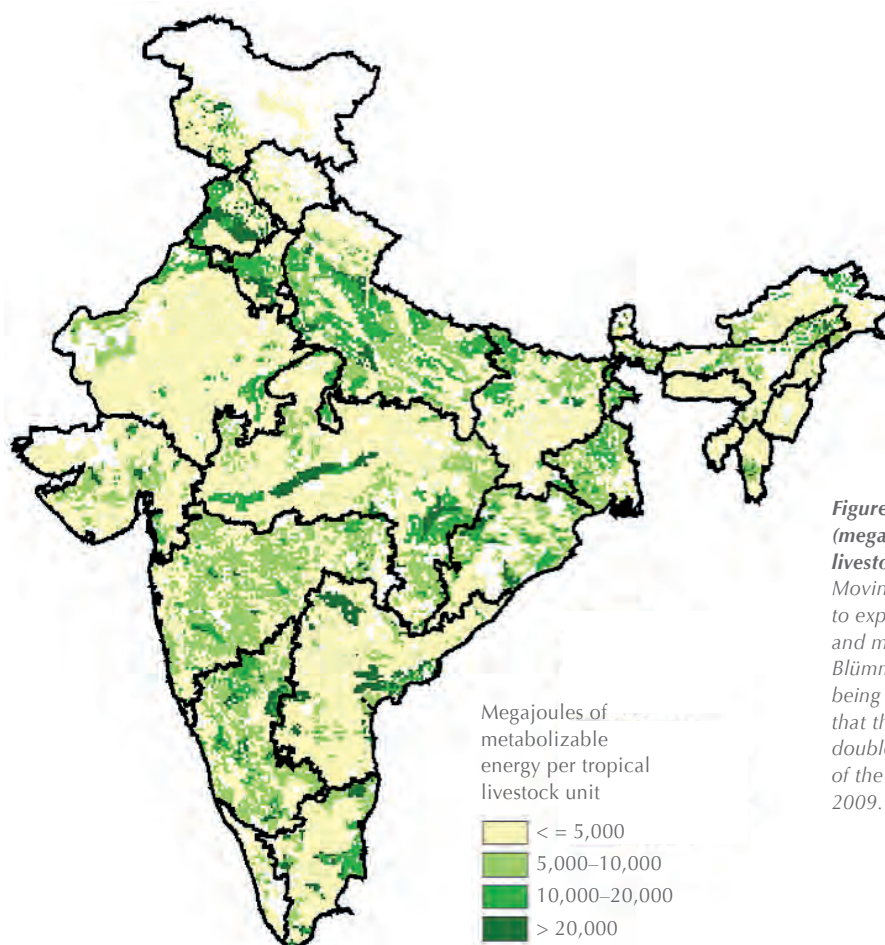 Megajoules of
metabolizable
energy per tropical
livestock unit
< = 5,000
5,000–10,000
10,000–20,000
> 20,000
Figure
(mega
livesto
Movin
to exp
and m
Blümn
being
that th
double
of the
2009.